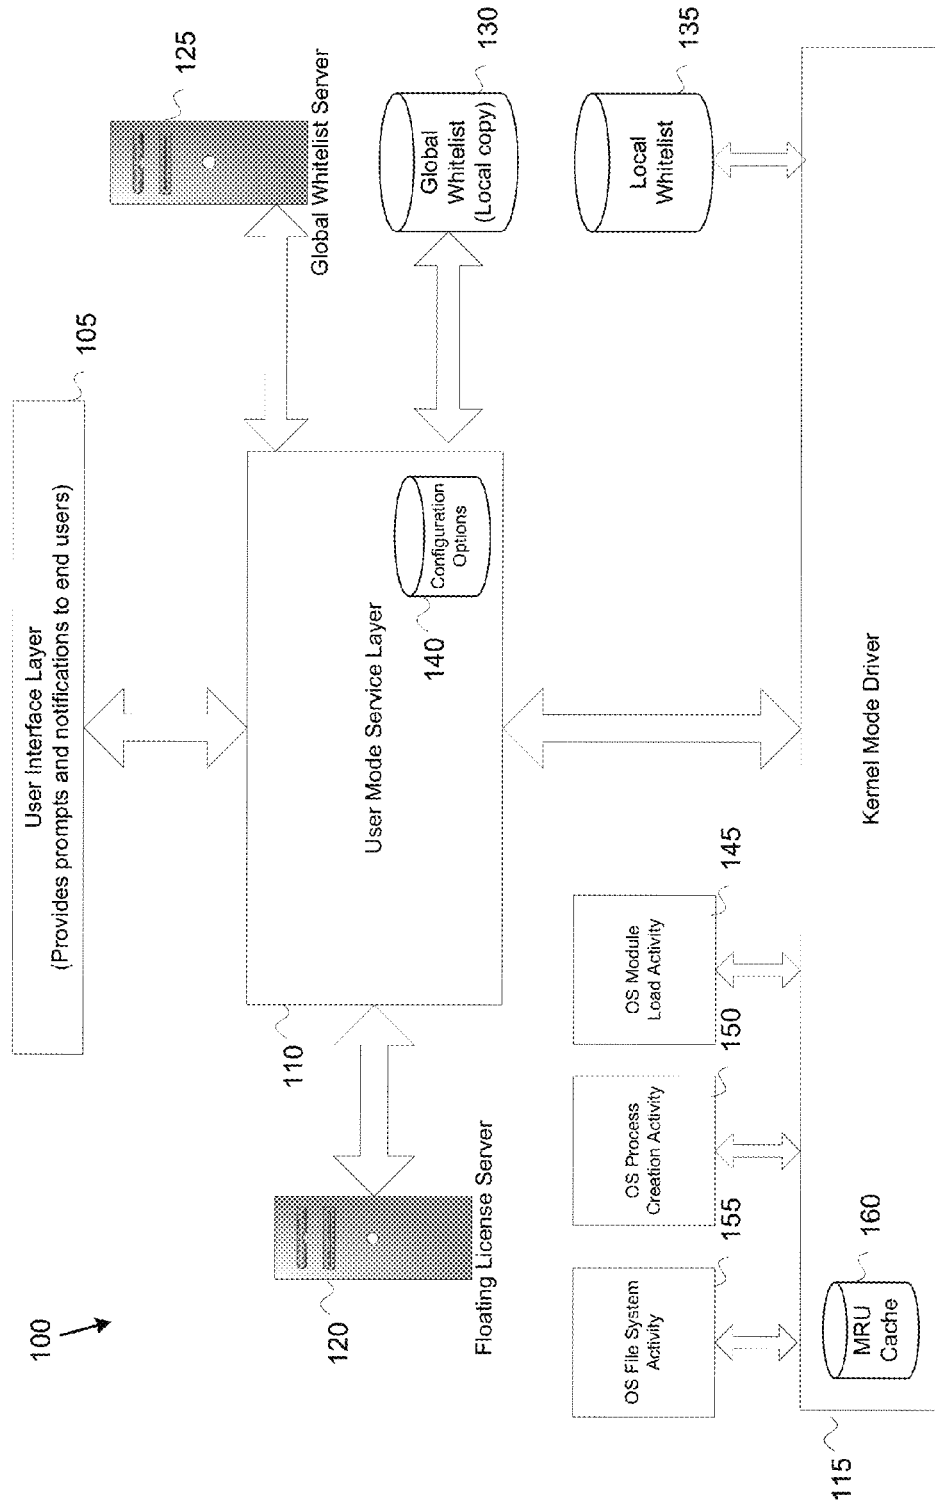 100
User Interface Layer
(Provides prompts and notifications to end users)
105
125
Global Whitelist Server
120
Floating License Server
110
User Mode Service Layer
140
Configuration
Options
Global
Whitelist
(Local copy)
130
Local
Whitelist
135
OS File System
Activity
155
OS Process
Creation Activity
150
OS Module
Load Activity
145
115
MRU
Cache
160
Kernel Mode Driver